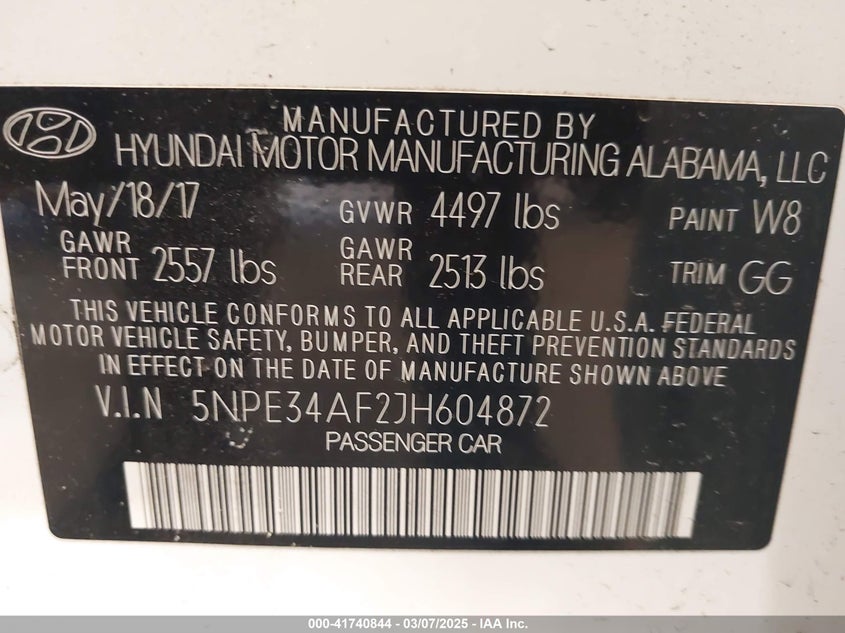 MANUFACTURED BY
HYUNDAI MOTOR MANUFACTURING ALABAMA, LLC
May/18/17 GVWR 4497 lbs PAINT W8
GAWR FRONT 2557 lbs GAWR REAR 2513 lbs TRIM GG
THIS VEHICLE CONFORMS TO ALL APPLICABLE U.S.A. FEDERAL
MOTOR VEHICLE SAFETY, BUMPER, AND THEFT PREVENTION STANDARDS
IN EFFECT ON THE DATE OF MANUFACTURE SHOWN ABOVE
V.I.N 5NPE34AF2JH604872
PASSENGER CAR
000-41740844 - 03/07/2025 - IAAI Inc.